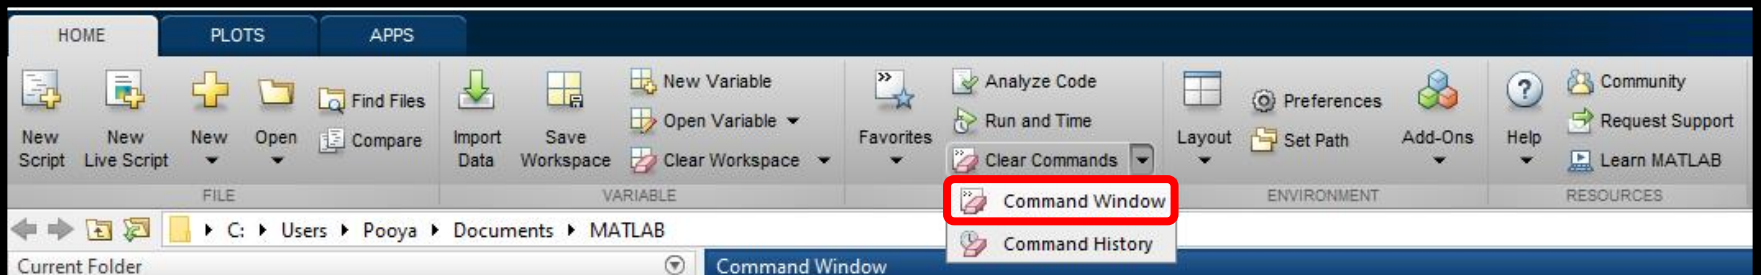 HOME PLOTS APPS
New Script
New Live Script
New
Open
Find Files
Compare
FILE
Import Data
Save Workspace
New Variable
Open Variable
Clear Workspace
VARIABLE
Favorites
Analyze Code
Run and Time
Clear Commands
Command Window
Command History
Layout
Preferences
Set Path
Add-Ons
ENVIRONMENT
Help
Community
Request Support
Learn MATLAB
RESOURCES
C: Users Pooya Documents MATLAB
Current Folder
Command Window